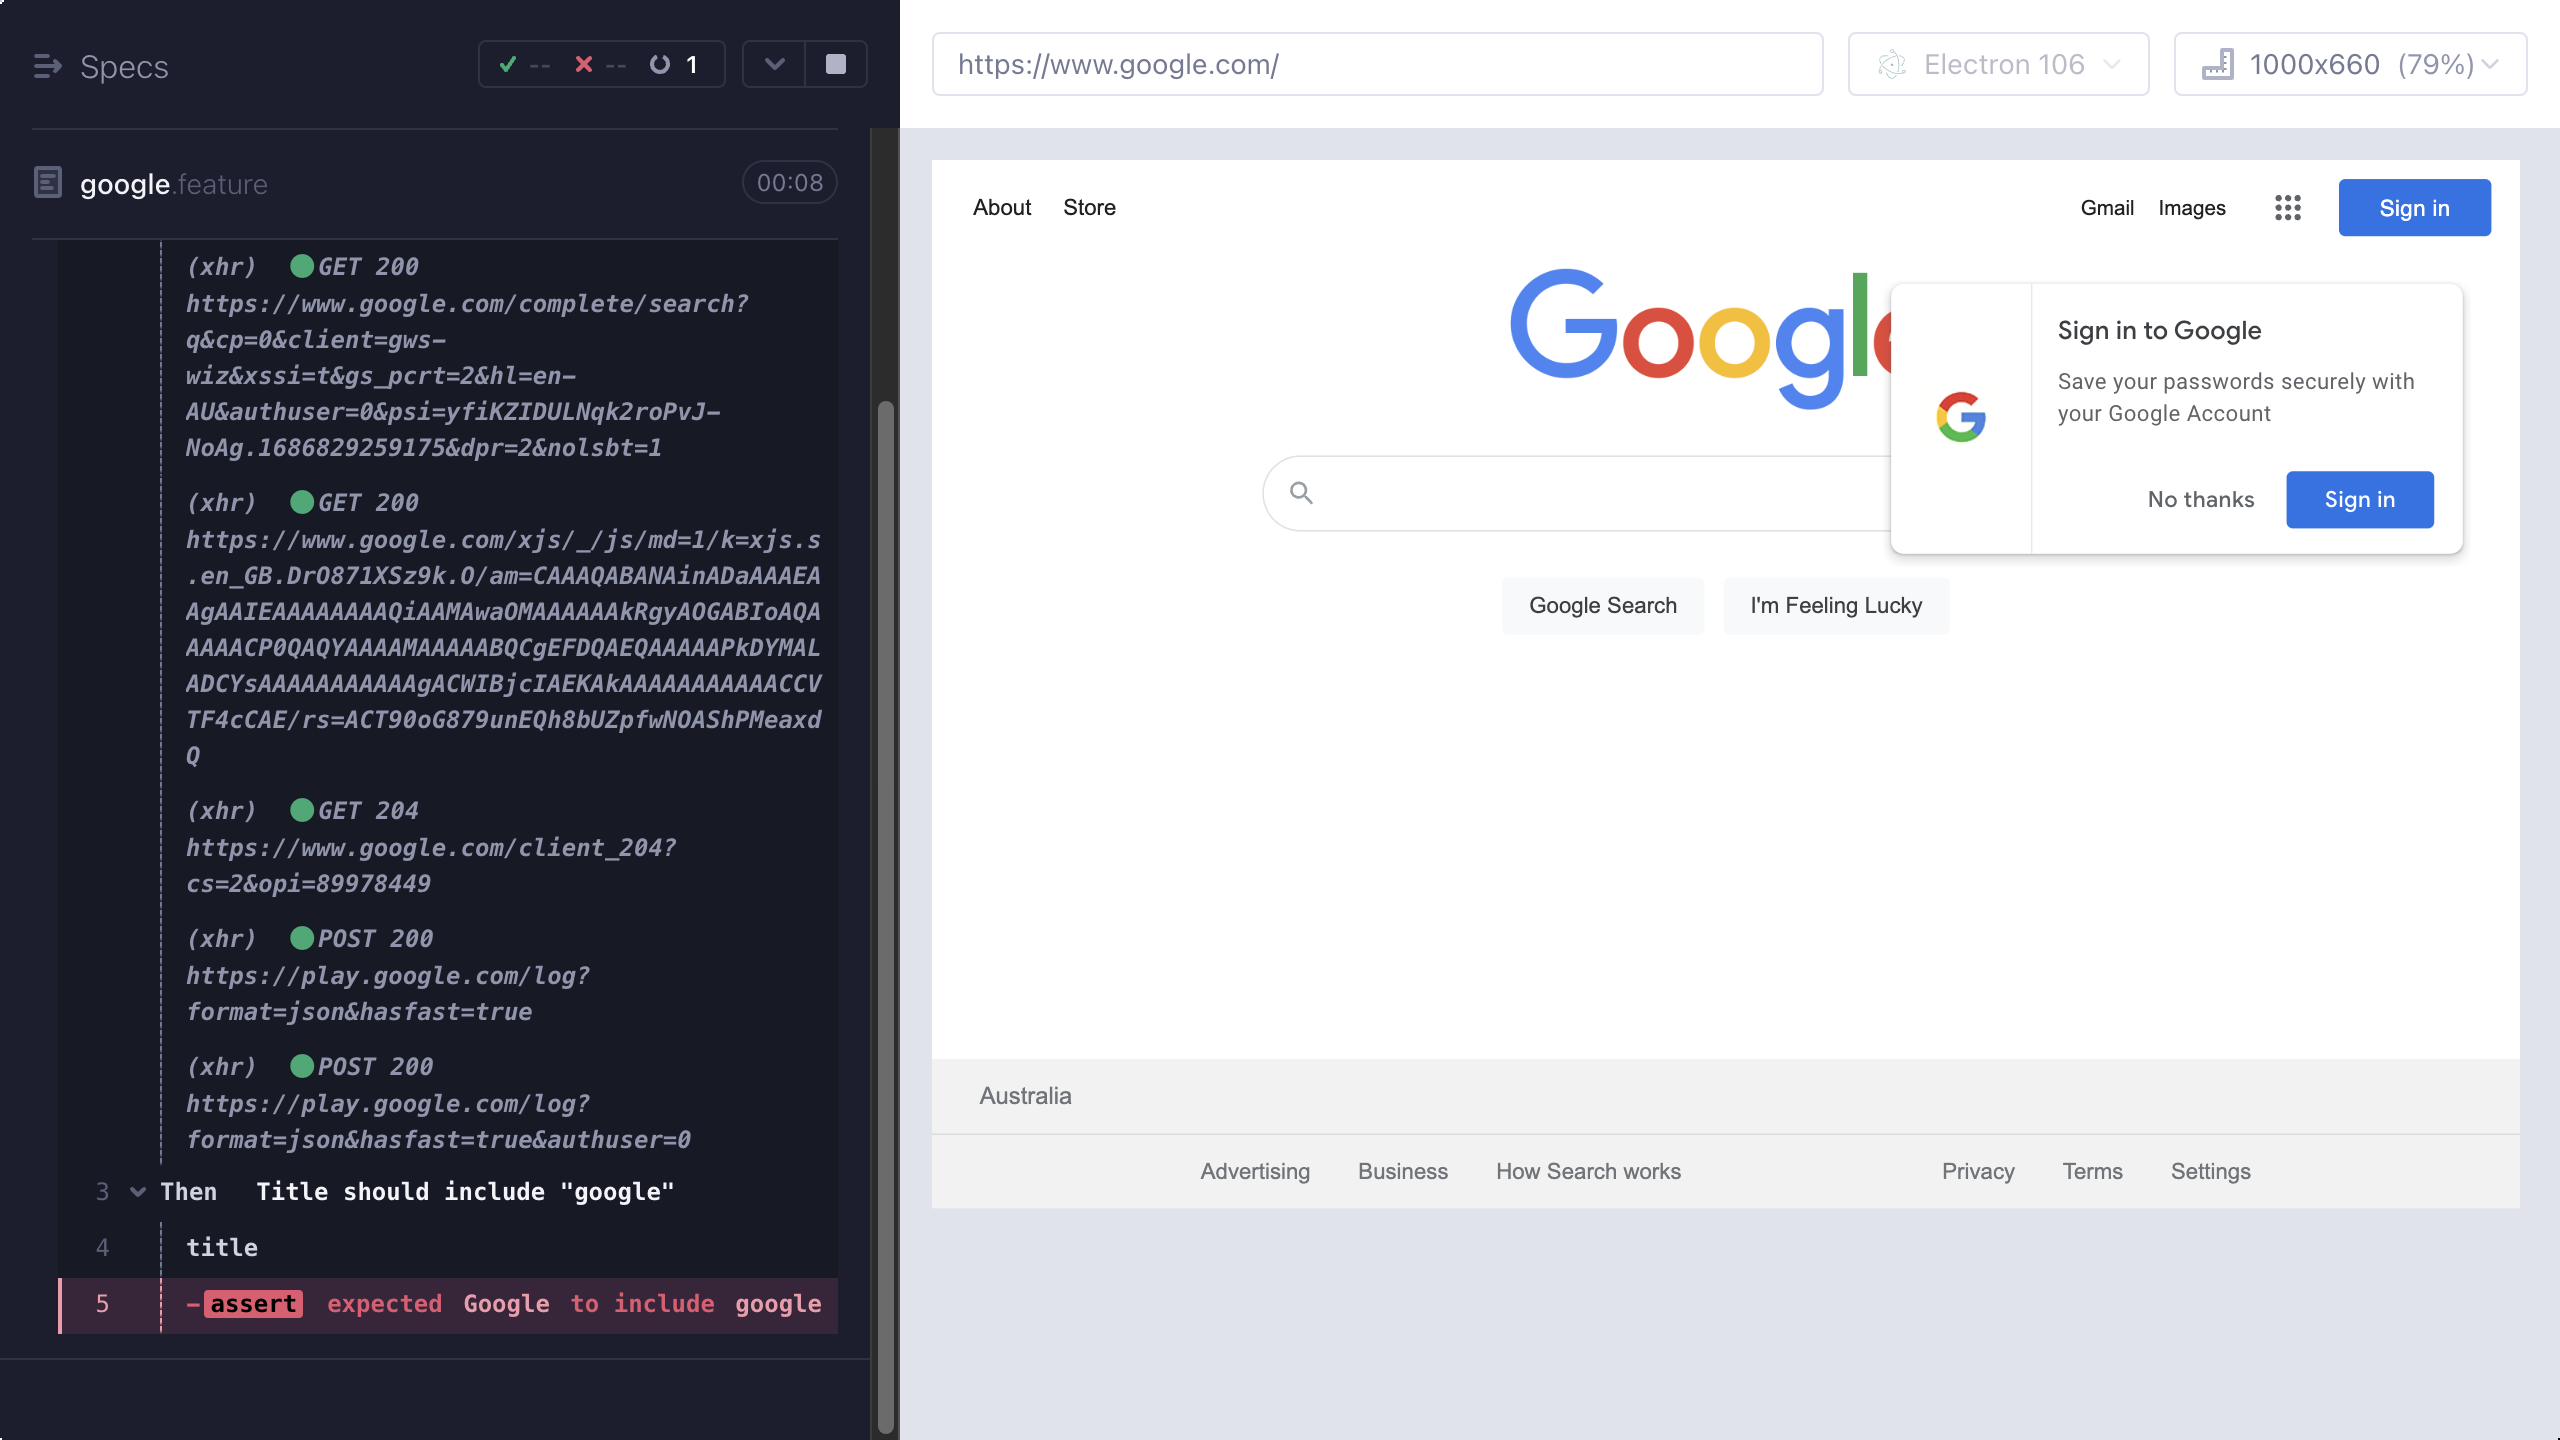 Specs
-- -- 1
google.feature
00:08
(xhr) GET 200
https://www.google.com/complete/search?
q&cp=0&client=gws-
wiz&xssi=t&gs_pcrt=2&hl=en-
AU&authuser=0&psi=yfiKZIDULNqk2roPvJ-
NoAg.1686829259175&dpr=2&nolsbt=1
(xhr) GET 200
https://www.google.com/xjs/_/js/md=1/k=xjs.s
.en_GB.DrO871XSz9k.O/am=CAAAQABANAinADaAAAEA
AgAAIEAAAAAAAAQiAAMAwaOMAAAAAAkRgyAOGABIoAQA
AAAACP0QAQYAAAAMAAAAABQCgEFDQAEQAAAAAPkDYMAL
ADCYsAAAAAAAAAAAgACWIBjcIAEKAkAAAAAAAAAAACCV
TF4cCAE/rs=ACT90oG879unEQh8bUZpfwNOAShPMeaxd
Q
(xhr) GET 204
https://www.google.com/client_204?
cs=2&opi=89978449
(xhr) POST 200
https://play.google.com/log?
format=json&hasfast=true
(xhr) POST 200
https://play.google.com/log?
format=json&hasfast=true&authuser=0
3 Then Title should include "google"
4 title
5 -assert expected Google to include google
https://www.google.com/
Electron 106
1000x660 (79%)
About Store
Gmail Images
Sign in
Google
Sign in to Google
Save your passwords securely with
your Google Account
No thanks
Sign in
Google Search
I'm Feeling Lucky
Australia
Advertising Business How Search works
Privacy Terms Settings